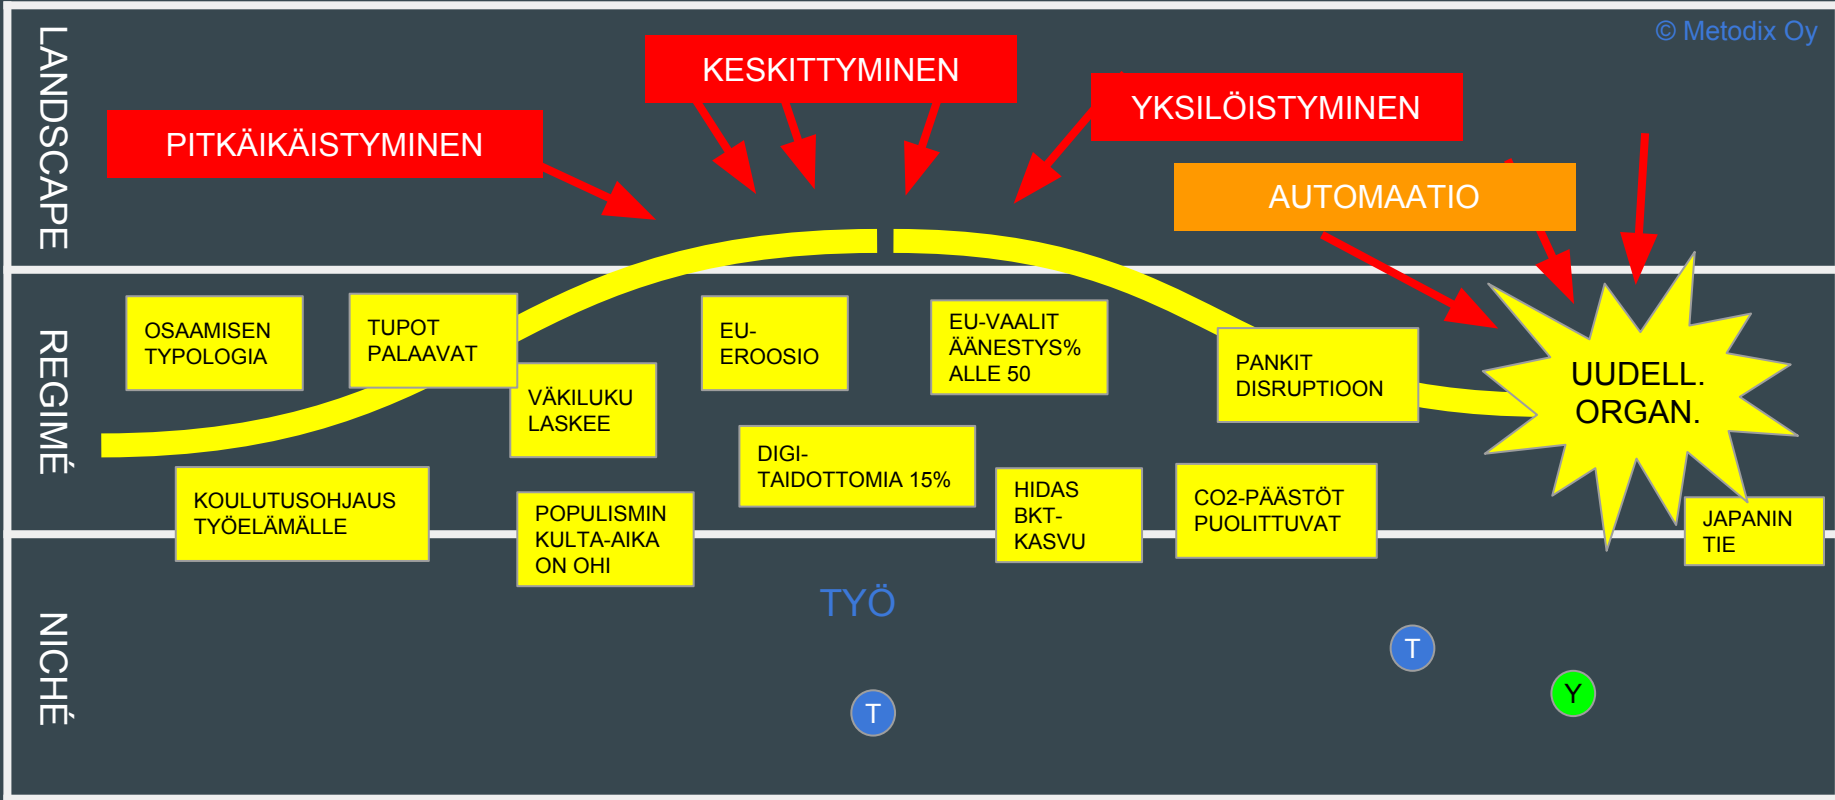 © Metodix Oy
LANDSCAPE
KESKITTYMINEN
YKSILÖISTYMINEN
PITKÄIKÄISTYMINEN
AUTOMAATIO
REGIMÉ
OSAAMISEN
TYPOLOGIA
TUPOT
PALAAVAT
VÄKILUKU
LASKEE
EU-
EROOSIO
EU-VAALIT
ÄÄNESTYS%
ALLE 50
PANKIT
DISRUPTIOON
UUDELL.
ORGAN.
KOULUTUSOHJAUS
TYÖELÄMÄLLE
POPULISMIN
KULTA-AIKA
ON OHI
DIGI-
TAIDOTTOMIA 15%
HIDAS
BKT-
KASVU
CO2-PÄÄSTÖT
PUOLITTUVAT
JAPANIN
TIE
NICHÉ
TYÖ
T
T
Y